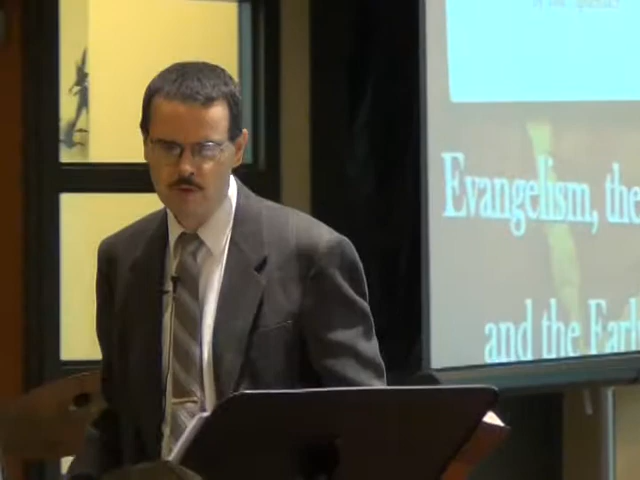 Evangelism, the
and the Earl